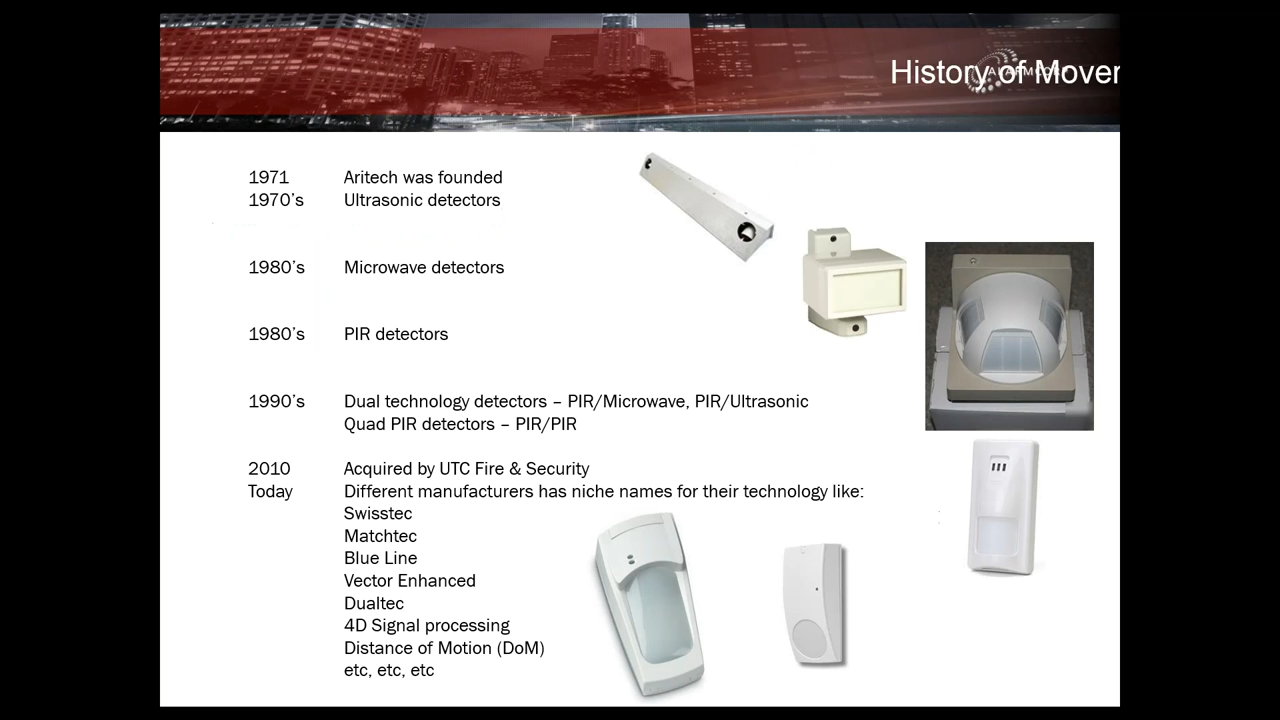 History of Mover
1971 Aritech was founded
1970's Ultrasonic detectors
1980's Microwave detectors
1980's PIR detectors
1990's Dual technology detectors – PIR/Microwave, PIR/Ultrasonic
Quad PIR detectors – PIR/PIR
2010 Acquired by UTC Fire & Security
Today Different manufacturers has niche names for their technology like:
Swisstec
Matchtec
Blue Line
Vector Enhanced
Dualtec
4D Signal processing
Distance of Motion (DoM)
etc, etc, etc